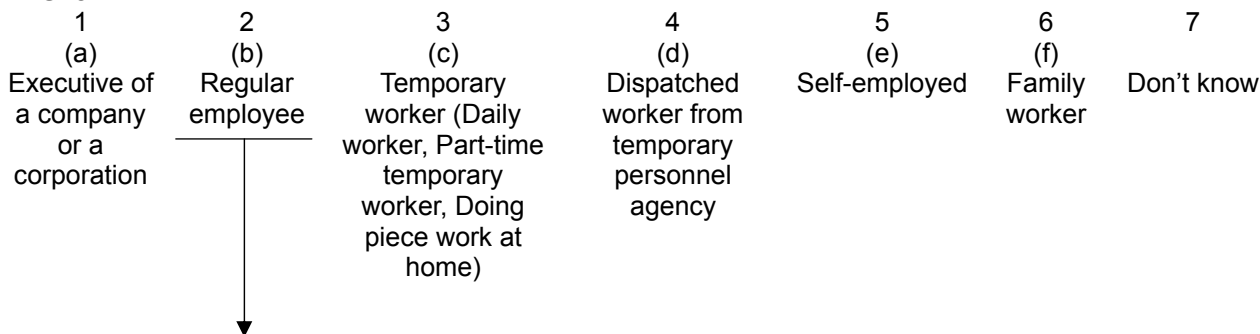 1 2 3 4 5 6 7
(a) (b) (c) (d) (e) (f)
Executive of Regular Temporary Dispatched Self-employed Family Don’t know
a company employee worker (Daily worker from worker
or a worker, Part-time temporary
corporation temporary personnel
worker, Doing agency
piece work at
home)